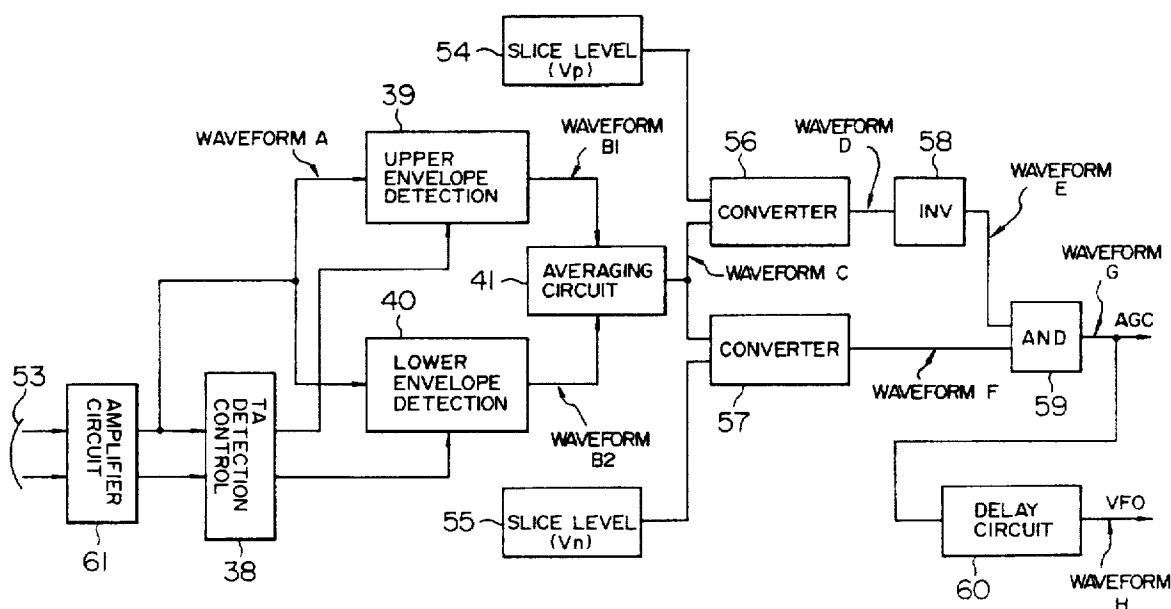 54
SLICE LEVEL
(Vp)
39
WAVEFORM A
UPPER
ENVELOPE
DETECTION
WAVEFORM
B1
56
CONVERTER
WAVEFORM
D
58
INV
WAVEFORM
E
41
AVERAGING
CIRCUIT
WAVEFORM C
40
LOWER
ENVELOPE
DETECTION
WAVEFORM
B2
CONVERTER
57
WAVEFORM F
AND
59
WAVEFORM
G
AGC
53
AMPLIFIER
CIRCUIT
61
TA
DETECTION
CONTROL
38
55
SLICE LEVEL
(Vn)
DELAY
CIRCUIT
60
VFO
WAVEFORM
H